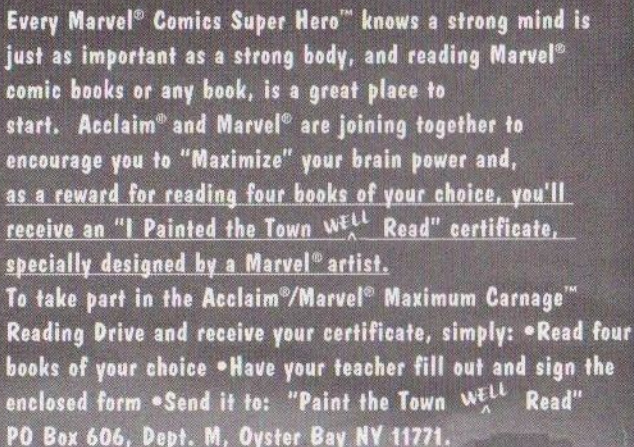 Every Marvel® Comics Super Hero™ knows a strong mind is
just as important as a strong body, and reading Marvel®
comic books or any book, is a great place to
start. Acclaim® and Marvel® are joining together to
encourage you to "Maximize" your brain power and,
as a reward for reading four books of your choice, you'll
receive an "I Painted the Town WELL ^ Read" certificate,
specially designed by a Marvel® artist.
To take part in the Acclaim®/Marvel® Maximum Carnage™
Reading Drive and receive your certificate, simply: •Read four
books of your choice •Have your teacher fill out and sign the
enclosed form •Send it to: "Paint the Town WELL ^ Read"
PO Box 606, Dept. M, Oyster Bay NY 11771.